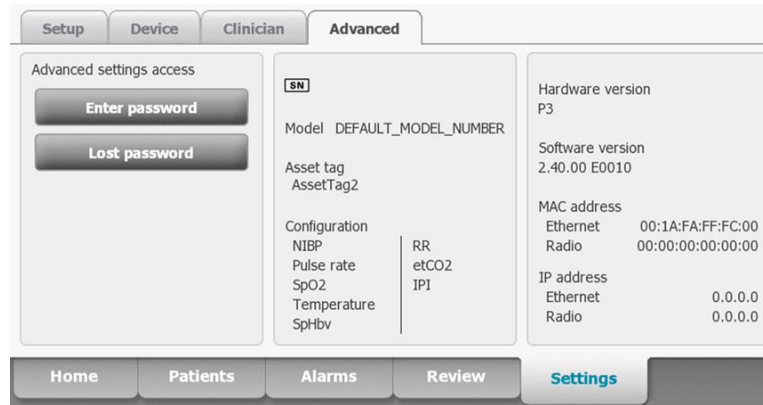 Setup Device Clinician Advanced
Advanced settings access
Enter password
Lost password
SN
Model DEFAULT_MODEL_NUMBER
Asset tag
AssetTag2
Configuration
NIBP RR
Pulse rate etCO2
SpO2 IPI
Temperature
SpHbv
Hardware version
P3
Software version
2.40.00 E0010
MAC address
Ethernet 00:1A:FA:FF:FC:00
Radio 00:00:00:00:00:00
IP address
Ethernet 0.0.0.0
Radio 0.0.0.0
Home Patients Alarms Review Settings